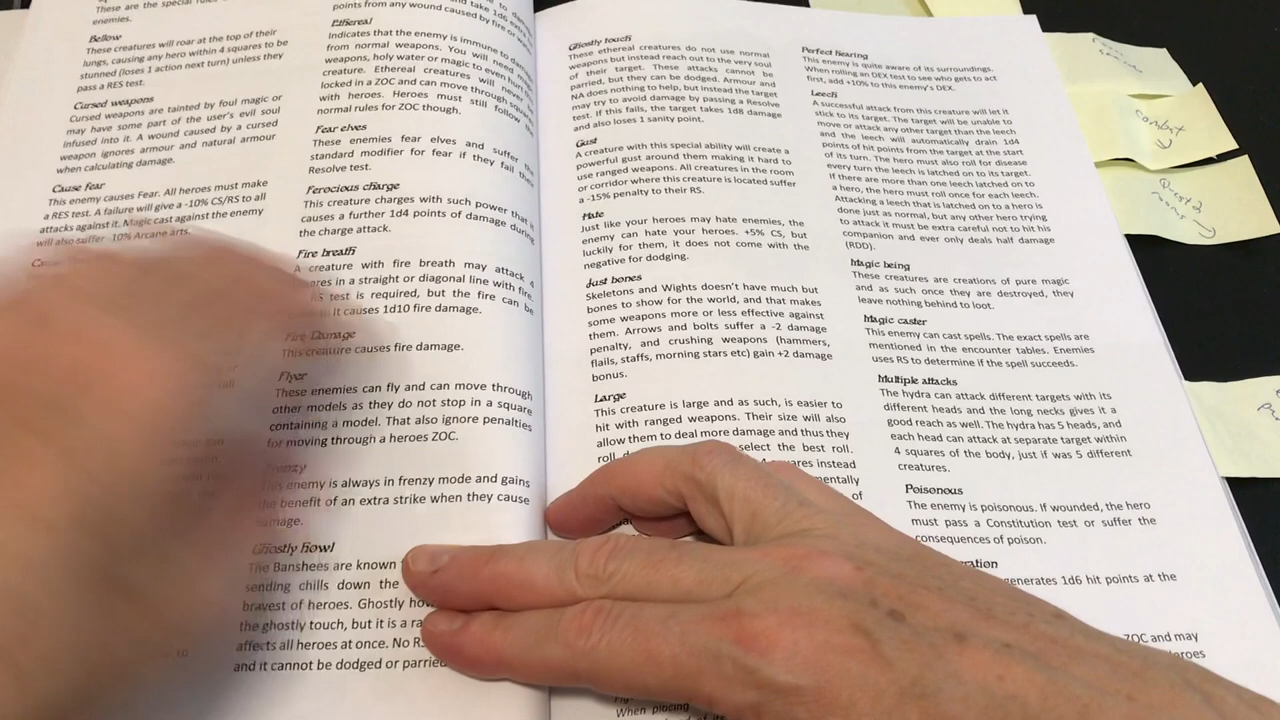 These are the special rules
enemies.
Bellow
These creatures will roar at the top of their
lungs, causing any hero within 4 squares to be
stunned (loses 1 action next turn) unless they
pass a RES test.
Cursed weapons
Cursed weapons are tainted by foul magic or
may have some part of the user's evil soul
infused into it. A wound caused by a cursed
weapon ignores armour and natural armour
when calculating damage.
Cause fear
This enemy causes Fear. All heroes must make
a RES test. A failure will give a -10% CS/RS to all
attacks against it. Magic cast against the enemy
will also suffer -10% Arcane arts.
and take 1d6 extra
points from any wound caused by fire or
Ethereal
Indicates that the enemy is immune to damage
from normal weapons. You will need
weapons, holy water or magic to even
creature. Ethereal creatures will never
locked in a ZOC and can move through squares
with heroes. Heroes must still follow the
normal rules for ZOC though.
Fear elves
These enemies fear elves and suffer the
standard modifier for fear if they fail their
Resolve test.
Ferocious charge
This creature charges with such power that it
causes a further 1d4 points of damage during
the charge attack.
Fire breath
A creature with fire breath may attack 4
in a straight or diagonal line with fire.
test is required, but the fire can be
It causes 1d10 fire damage.
Fire Damage
This creature causes fire damage.
Flyer
These enemies can fly and can move through
other models as they do not stop in a square
containing a model. That also ignore penalties
for moving through a heroes ZOC.
Frenzy
This enemy is always in frenzy mode and gains
the benefit of an extra strike when they cause
damage.
Ghostly howl
The Banshees are known
sending chills down the
bravest of heroes. Ghostly
the ghostly touch, but it is a
affects all heroes at once. No
and it cannot be dodged or parried
10
Ghostly touch
These ethereal creatures do not use normal
weapons but instead reach out to the very soul
of their target. These attacks cannot be
parried, but they can be dodged. Armour and
NA does nothing to help, but instead the target
may try to avoid damage by passing a Resolve
test. If this fails, the target takes 1d8 damage
and also loses 1 sanity point.
Gust
A creature with this special ability will create a
powerful gust around them making it hard to
use ranged weapons. All creatures in the room
or corridor where this creature is located suffer
a -15% penalty to their RS.
Hate
Just like your heroes may hate enemies, the
enemy can hate your heroes. +5% CS, but
luckily for them, it does not come with the
negative for dodging.
Just bones
Skeletons and Wights doesn't have much but
bones to show for the world, and that makes
some weapons more or less effective against
them. Arrows and bolts suffer a -2 damage
penalty, and crushing weapons (hammers,
flails, staffs, morning stars etc) gain +2 damage
bonus.
Large
This creature is large and as such, is easier to
hit with ranged weapons. Their size will also
allow them to deal more damage and thus they
roll select the best roll.
squares instead
of
When placing
Perfect hearing
This enemy is quite aware of its surroundings.
When rolling an DEX test to see who gets to act
first, add +10% to this enemy's DEX.
Leech
A successful attack from this creature will let it
stick to its target. The target will be unable to
move or attack any other target than the leech
and the leech will automatically drain 1d4
points of hit points from the target at the start
of its turn. The hero must also roll for disease
every turn the leech is latched on to its target.
If there are more than one leech latched on to
a hero, the hero must roll once for each leech.
Attacking a leech that is latched to a hero is
done just as normal, but any other hero trying
to attack it must be extra careful not to hit his
companion and ever only deals half damage
(RDD).
Magic being
These creatures are creations of pure magic
and as such once they are destroyed, they
leave nothing behind to loot.
Magic caster
This enemy can cast spells. The exact spells are
mentioned in the encounter tables. Enemies
uses RS to determine if the spell succeeds.
Multiple attacks
The hydra can attack different targets with its
different heads and the long necks gives it a
good reach as well. The hydra has 5 heads, and
each head can attack at separate target within
4 squares of the body, just if was 5 different
creatures.
Poisonous
The enemy is poisonous. If wounded, the hero
must pass a Constitution test or suffer the
consequences of poison.
1d6 hit points at the
ZOC and may
combat
Quest 2
rooms